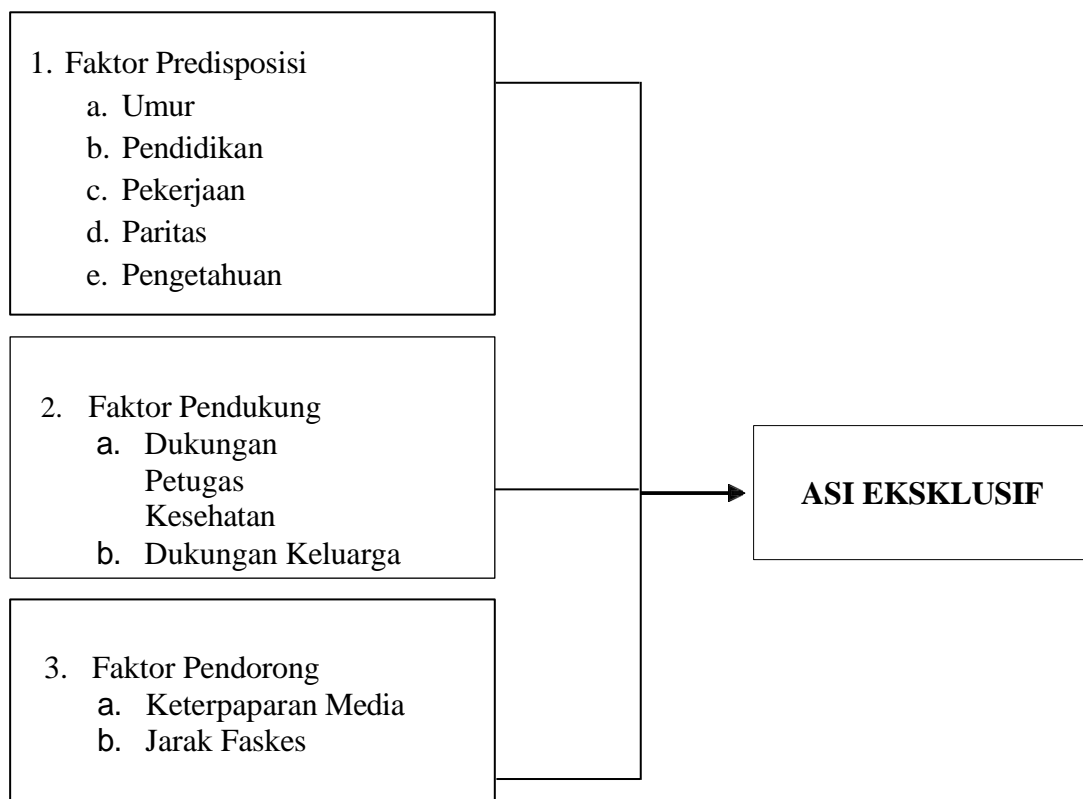 1. Faktor Predisposisi
a. Umur
b. Pendidikan
c. Pekerjaan
d. Paritas
e. Pengetahuan
2. Faktor Pendukung
a. Dukungan
Petugas
Kesehatan
b. Dukungan Keluarga
3. Faktor Pendorong
a. Keterpaparan Media
b. Jarak Faskes
ASI EKSKLUSIF